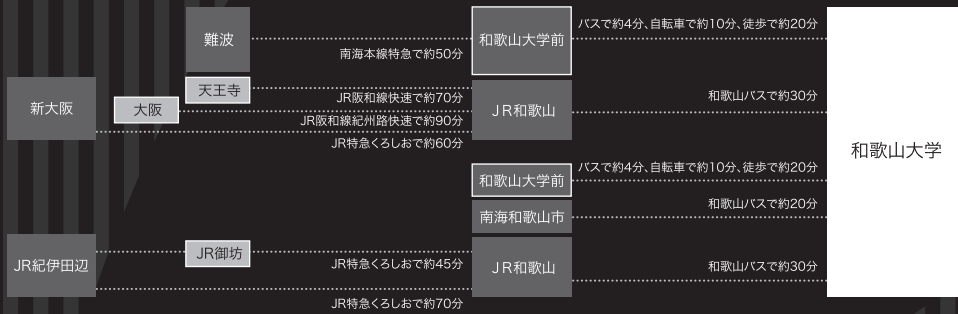 難波
南海本線特急で約50分
和歌山大学前
バスで約4分、自転車で約10分、徒歩で約20分
新大阪
大阪
天王寺
JR阪和線快速で約70分
JR阪和線紀州路快速で約90分
JR特急くろしおで約60分
JR和歌山
和歌山バスで約30分
和歌山大学
和歌山大学前
バスで約4分、自転車で約10分、徒歩で約20分
南海和歌山市
和歌山バスで約20分
JR紀伊田辺
JR御坊
JR特急くろしおで約45分
JR特急くろしおで約70分
JR和歌山
和歌山バスで約30分